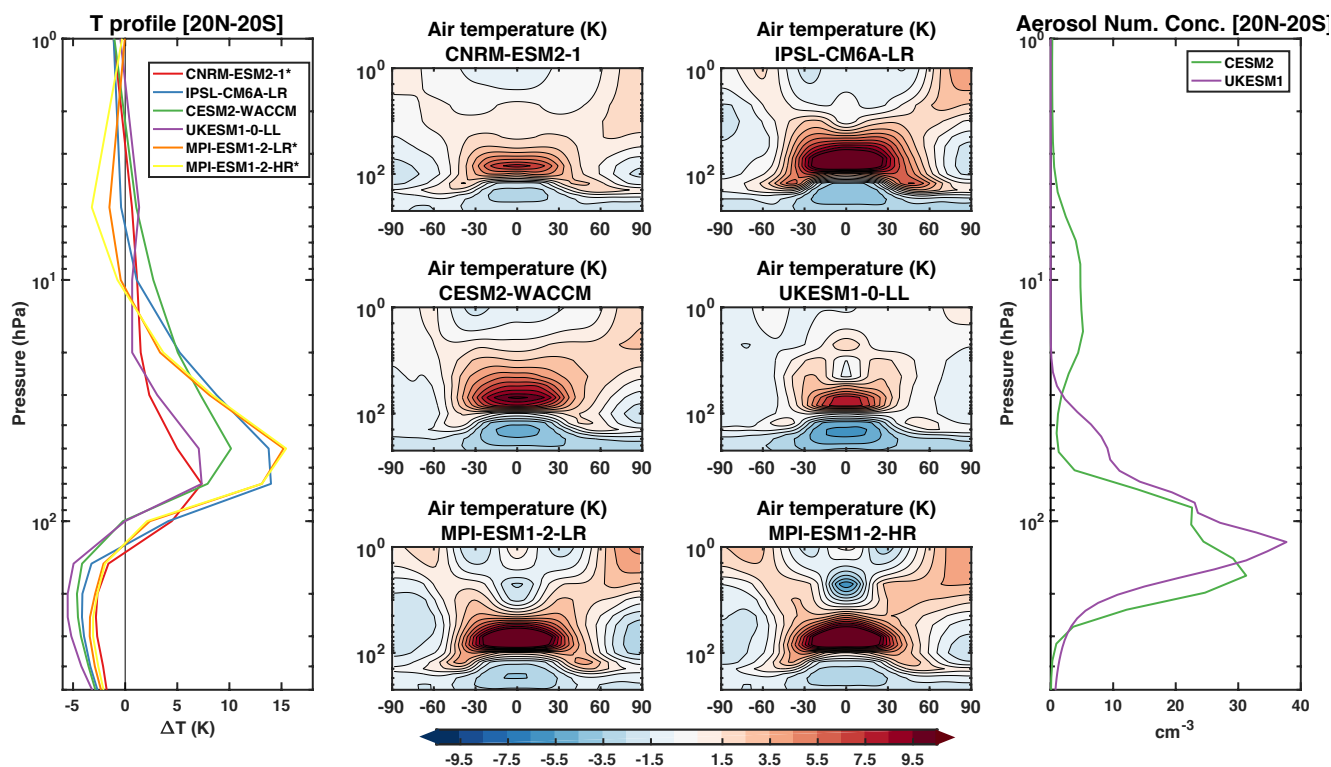 T profile [20N-20S]
10⁰
10¹
10²
Pressure (hPa)
CNRM-ESM2-1*
IPSL-CM6A-LR
CESM2-WACCM
UKESM1-0-LL
MPI-ESM1-2-LR*
MPI-ESM1-2-HR*
-5 0 5 10 15
ΔT (K)
Air temperature (K)
CNRM-ESM2-1
10⁰
10²
-90 -60 -30 0 30 60 90
Air temperature (K)
IPSL-CM6A-LR
10⁰
10²
-90 -60 -30 0 30 60 90
Air temperature (K)
CESM2-WACCM
10⁰
10²
-90 -60 -30 0 30 60 90
Air temperature (K)
UKESM1-0-LL
10⁰
10²
-90 -60 -30 0 30 60 90
Air temperature (K)
MPI-ESM1-2-LR
10⁰
10²
-90 -60 -30 0 30 60 90
Air temperature (K)
MPI-ESM1-2-HR
10⁰
10²
-90 -60 -30 0 30 60 90
-9.5 -7.5 -5.5 -3.5 -1.5 1.5 3.5 5.5 7.5 9.5
Aerosol Num. Conc. [20N-20S]
10⁰
10¹
10²
Pressure (hPa)
CESM2
UKESM1
0 10 20 30 40
cm⁻³